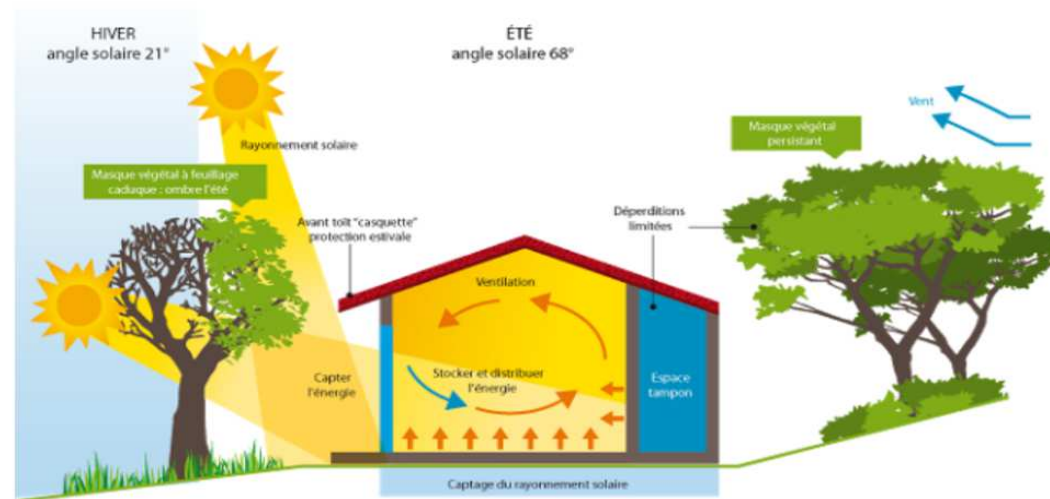 HIVER
angle solaire 21°
ÉTÉ
angle solaire 68°
Rayonnement solaire
Masque végétal à feuillage
caduque : ombre l'été
Avant toît "casquette"
protection estivale
Vent
Masque végétal
persistant
Déperditions
limitées
Ventilation
Capter
l'énergie
Stocker et distribuer
l'énergie
Espace
tampon
Captage du rayonnement solaire